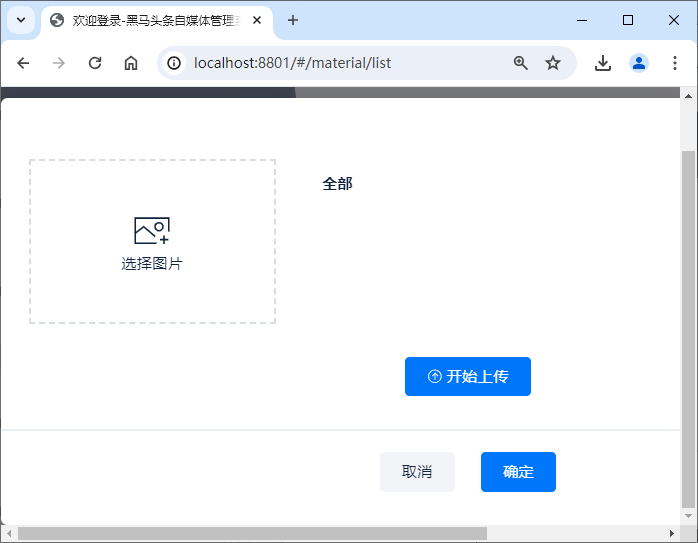 欢迎登录-黑马头条自媒体管理
localhost:8801/#/material/list
全部
选择图片
开始上传
取消
确定